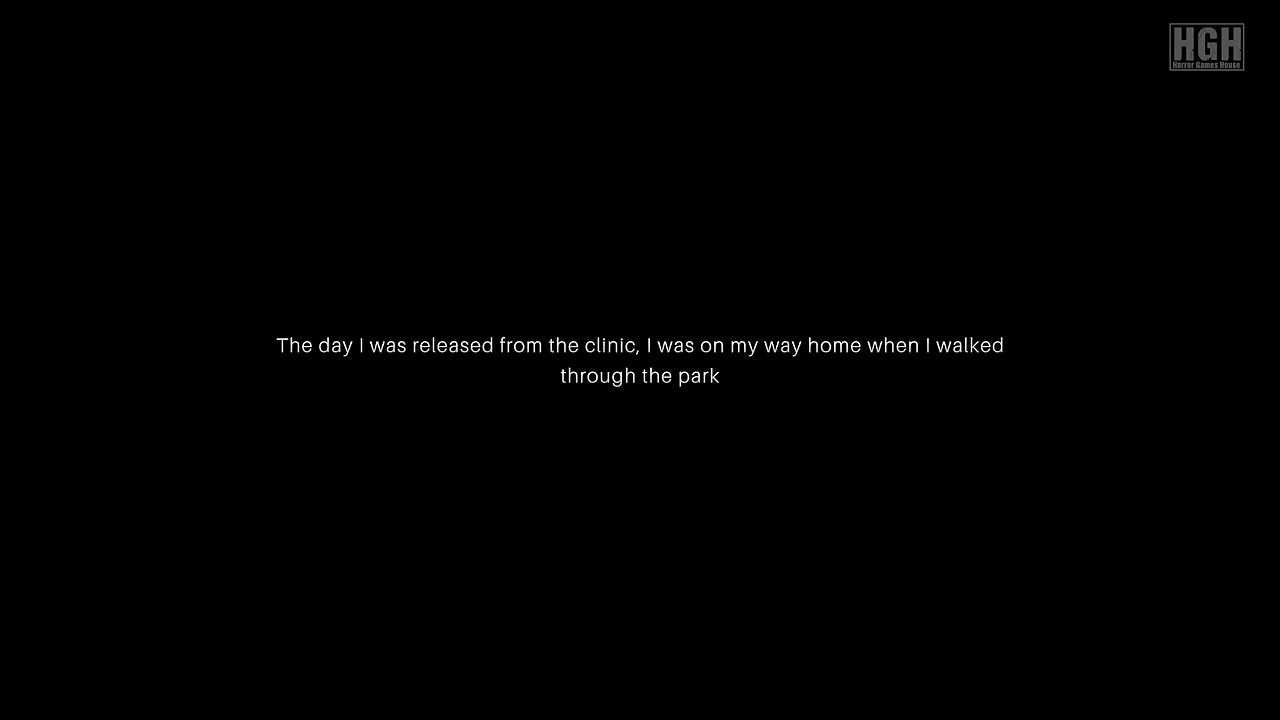 HGH
Horror Games House
The day I was released from the clinic, I was on my way home when I walked
through the park